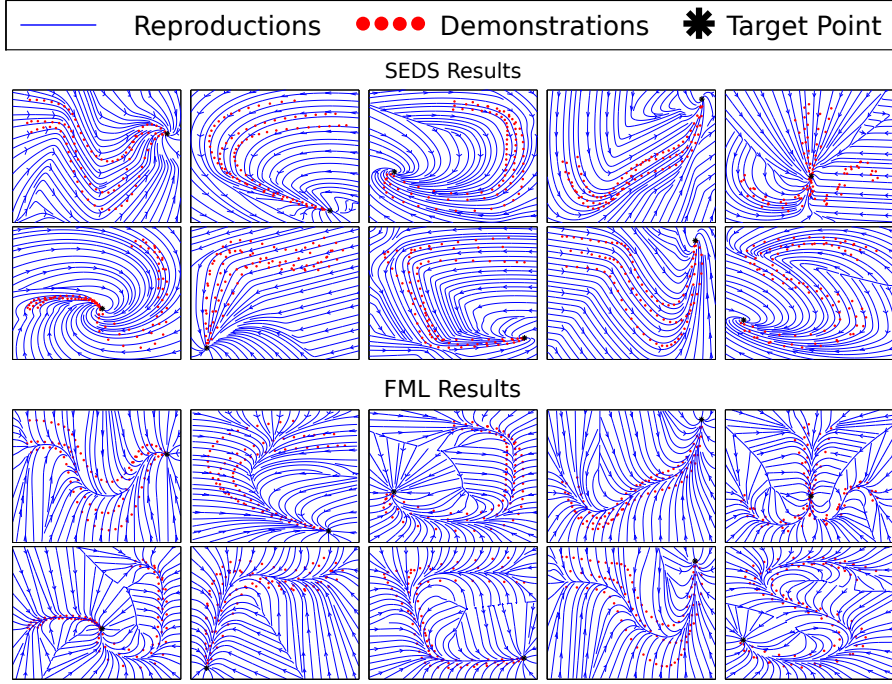 Reproductions Demonstrations Target Point
SEDS Results
FML Results